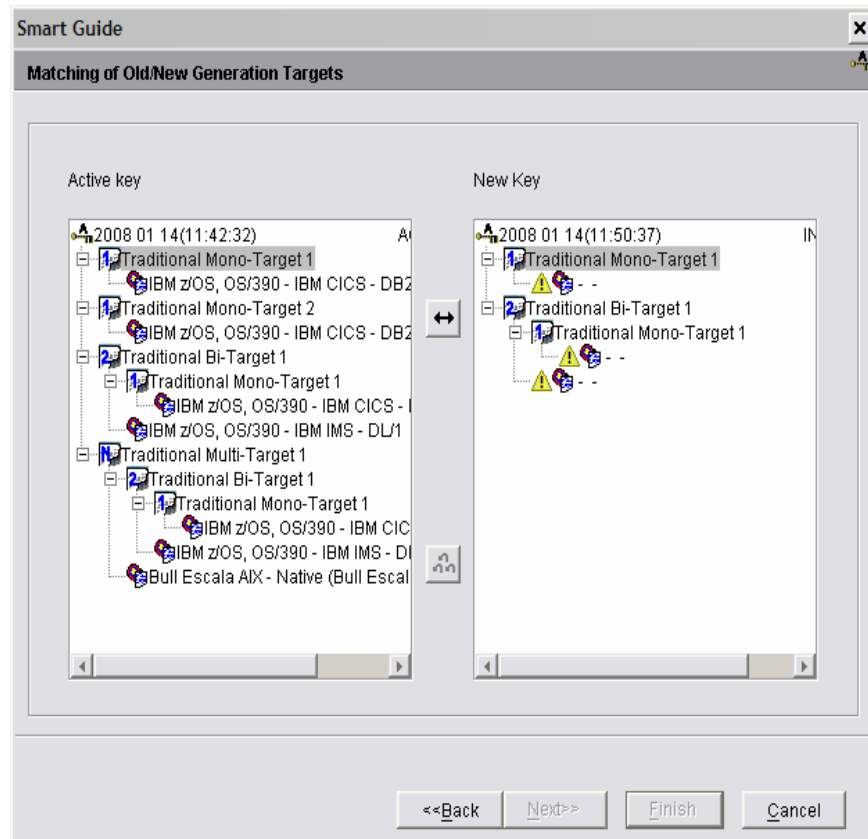 Smart Guide
Matching of Old/New Generation Targets
Active key
New Key
2008 01 14(11:42:32)
Traditional Mono-Target 1
IBM z/OS, OS/390 - IBM CICS - DB2
Traditional Mono-Target 2
IBM z/OS, OS/390 - IBM CICS - DB2
Traditional Bi-Target 1
Traditional Mono-Target 1
IBM z/OS, OS/390 - IBM CICS -
IBM z/OS, OS/390 - IBM IMS - DL/1
Traditional Multi-Target 1
Traditional Bi-Target 1
Traditional Mono-Target 1
IBM z/OS, OS/390 - IBM CIC
IBM z/OS, OS/390 - IBM IMS - D
Bull Escala AIX - Native (Bull Escal
2008 01 14(11:50:37) IN
Traditional Mono-Target 1
- -
Traditional Bi-Target 1
Traditional Mono-Target 1
- -
- -
<<Back
Next>>
Finish
Cancel